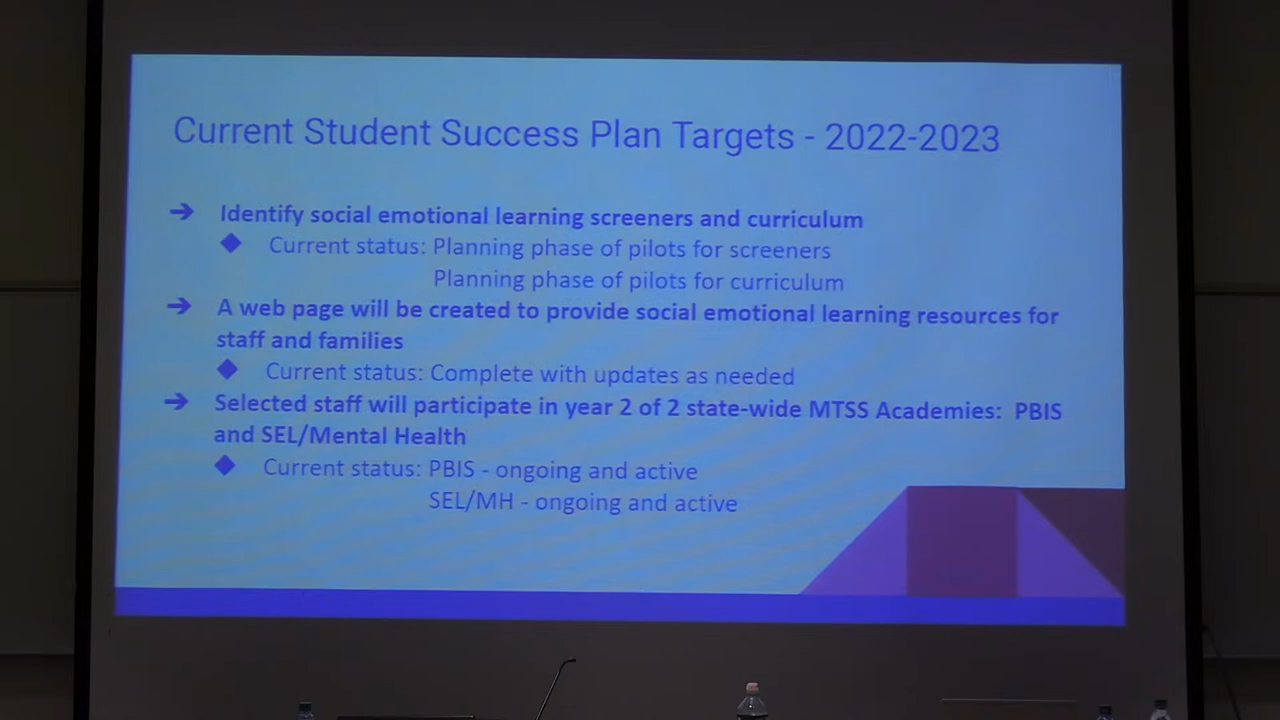 Current Student Success Plan Targets - 2022-2023
➔ Identify social emotional learning screeners and curriculum
◆ Current status: Planning phase of pilots for screeners
Planning phase of pilots for curriculum
➔ A web page will be created to provide social emotional learning resources for
staff and families
◆ Current status: Complete with updates as needed
➔ Selected staff will participate in year 2 of 2 state-wide MTSS Academies: PBIS
and SEL/Mental Health
◆ Current status: PBIS - ongoing and active
SEL/MH - ongoing and active